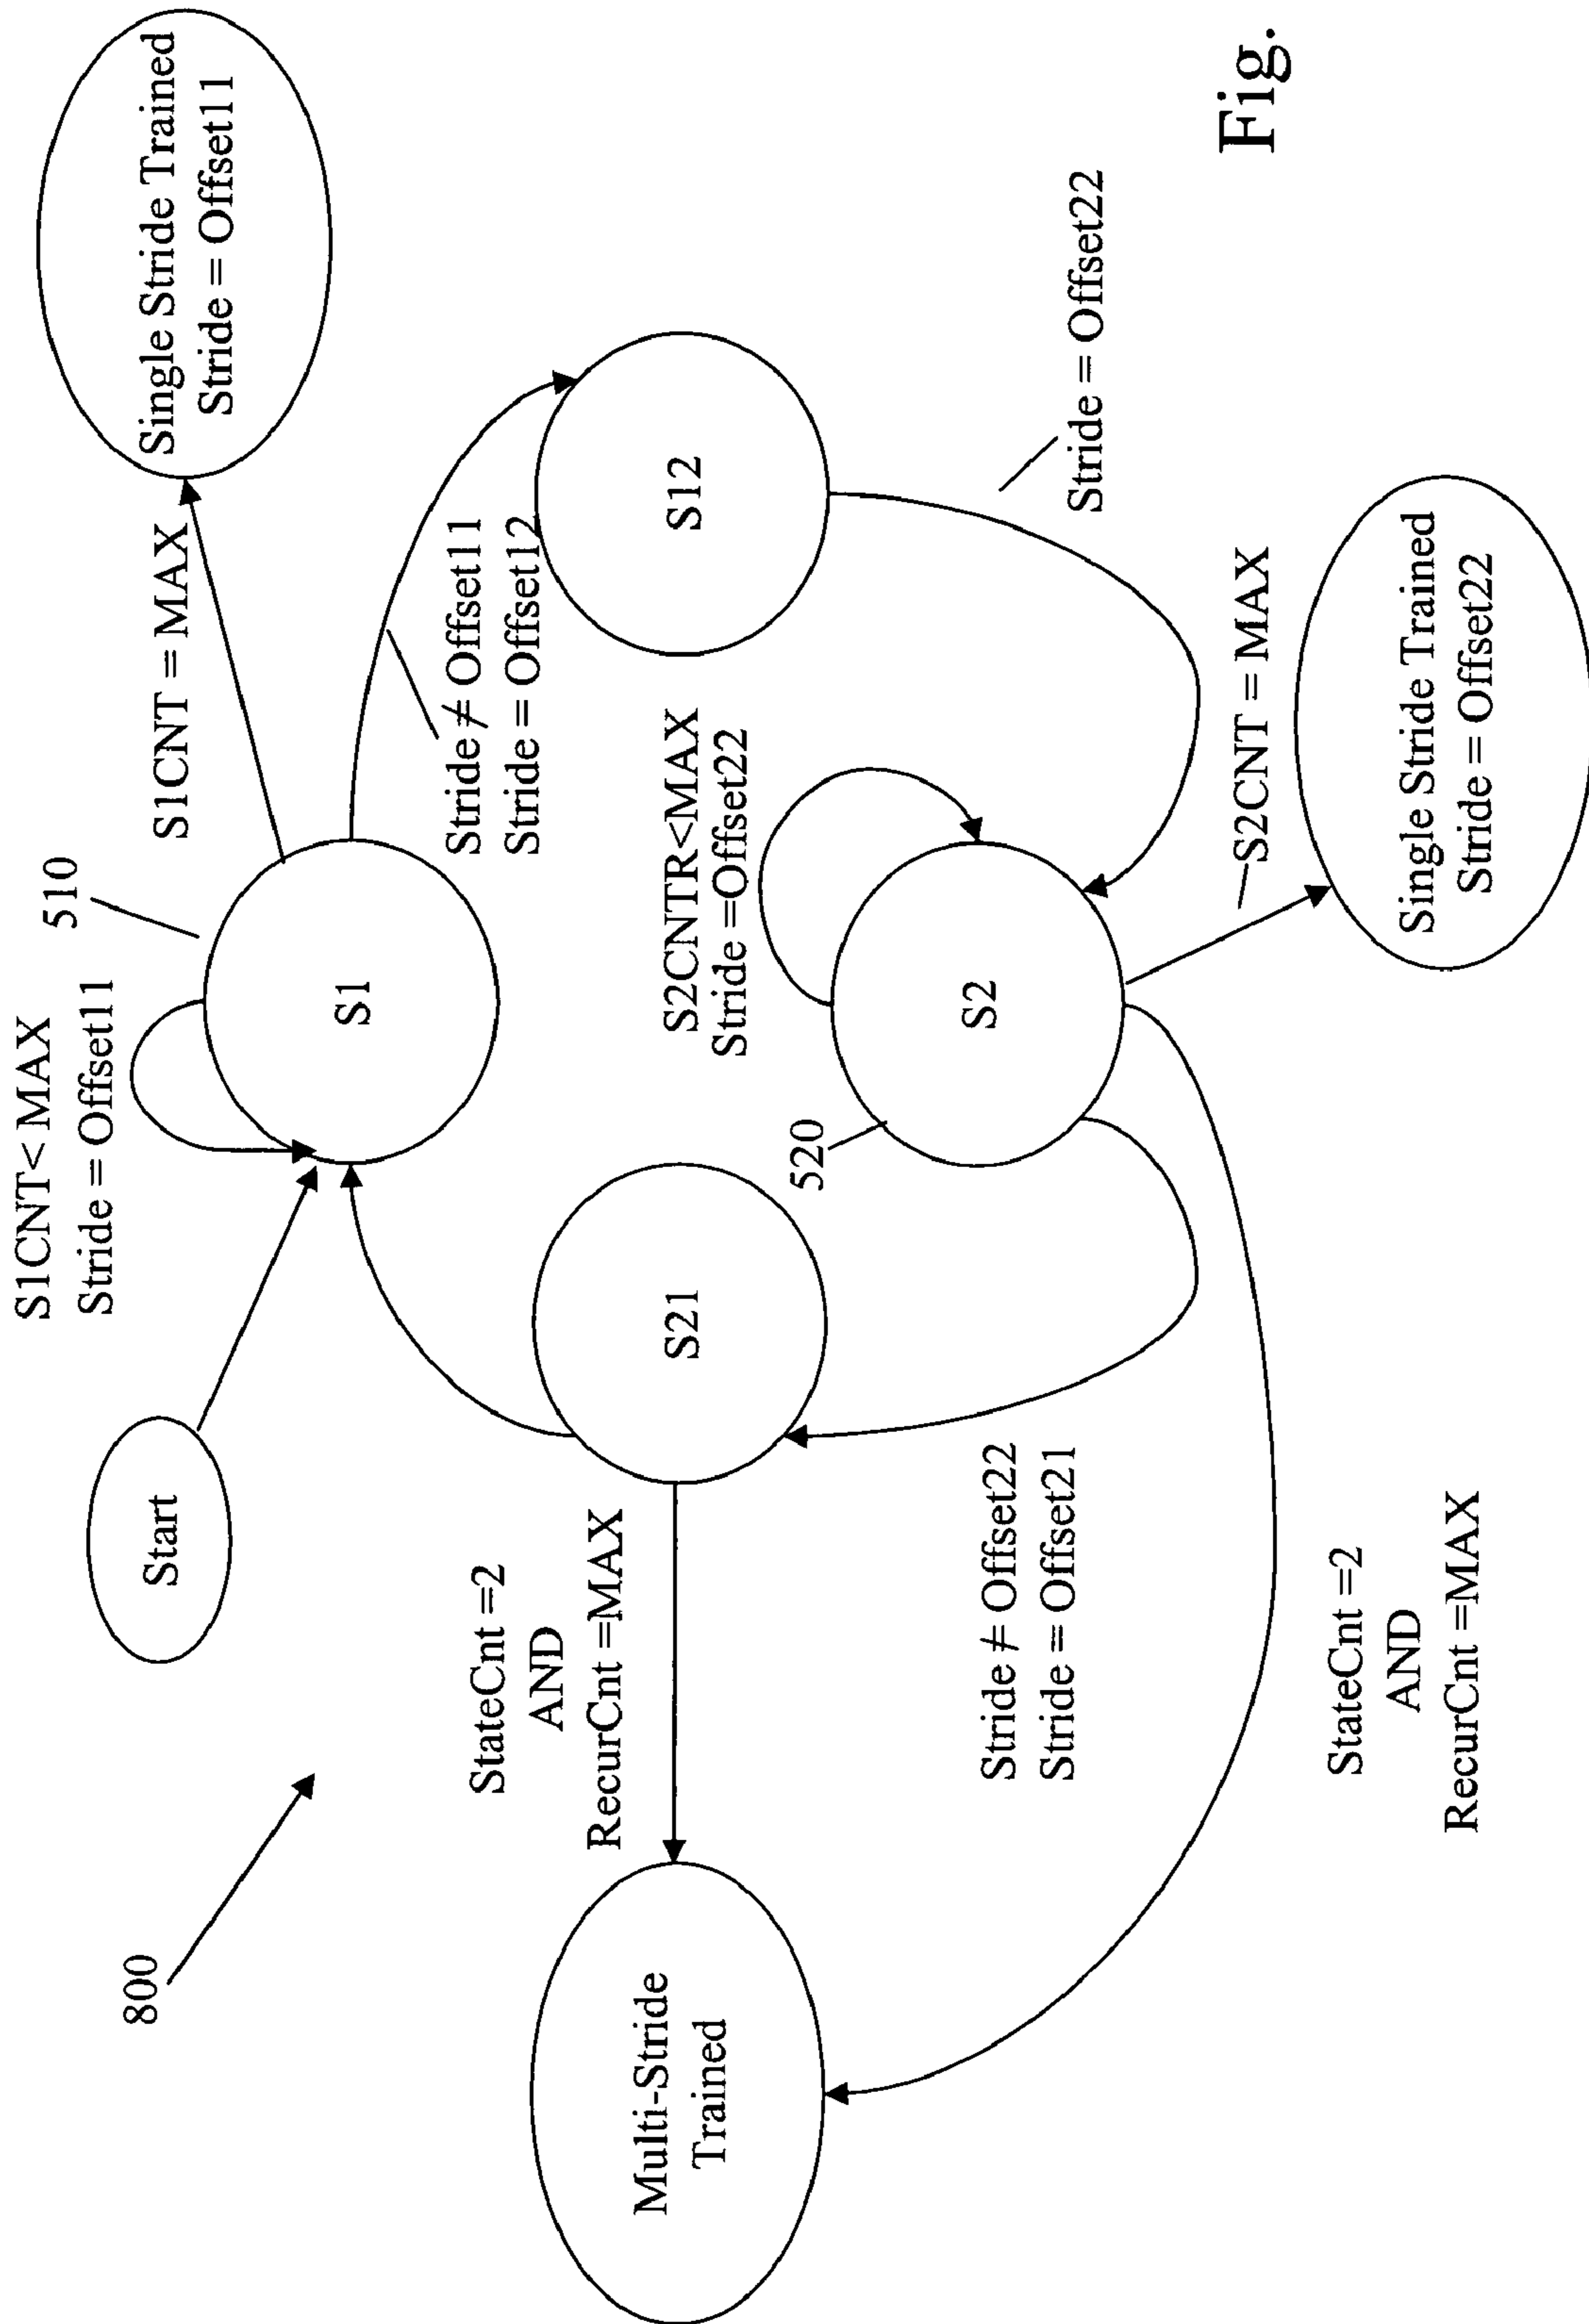 800
Start
S1CNT< MAX
Stride = Offset11
510
S1
S1CNT = MAX
Single Stride Trained
Stride = Offset11
Stride ≠ Offset11
Stride = Offset12
S12
Stride = Offset22
S2CNTR<MAX
Stride =Offset22
520
S2
S2CNT = MAX
Single Stride Trained
Stride = Offset22
S21
StateCnt =2
AND
RecurCnt =MAX
Multi-Stride
Trained
Stride ≠ Offset22
Stride = Offset21
StateCnt =2
AND
RecurCnt =MAX
Fig.